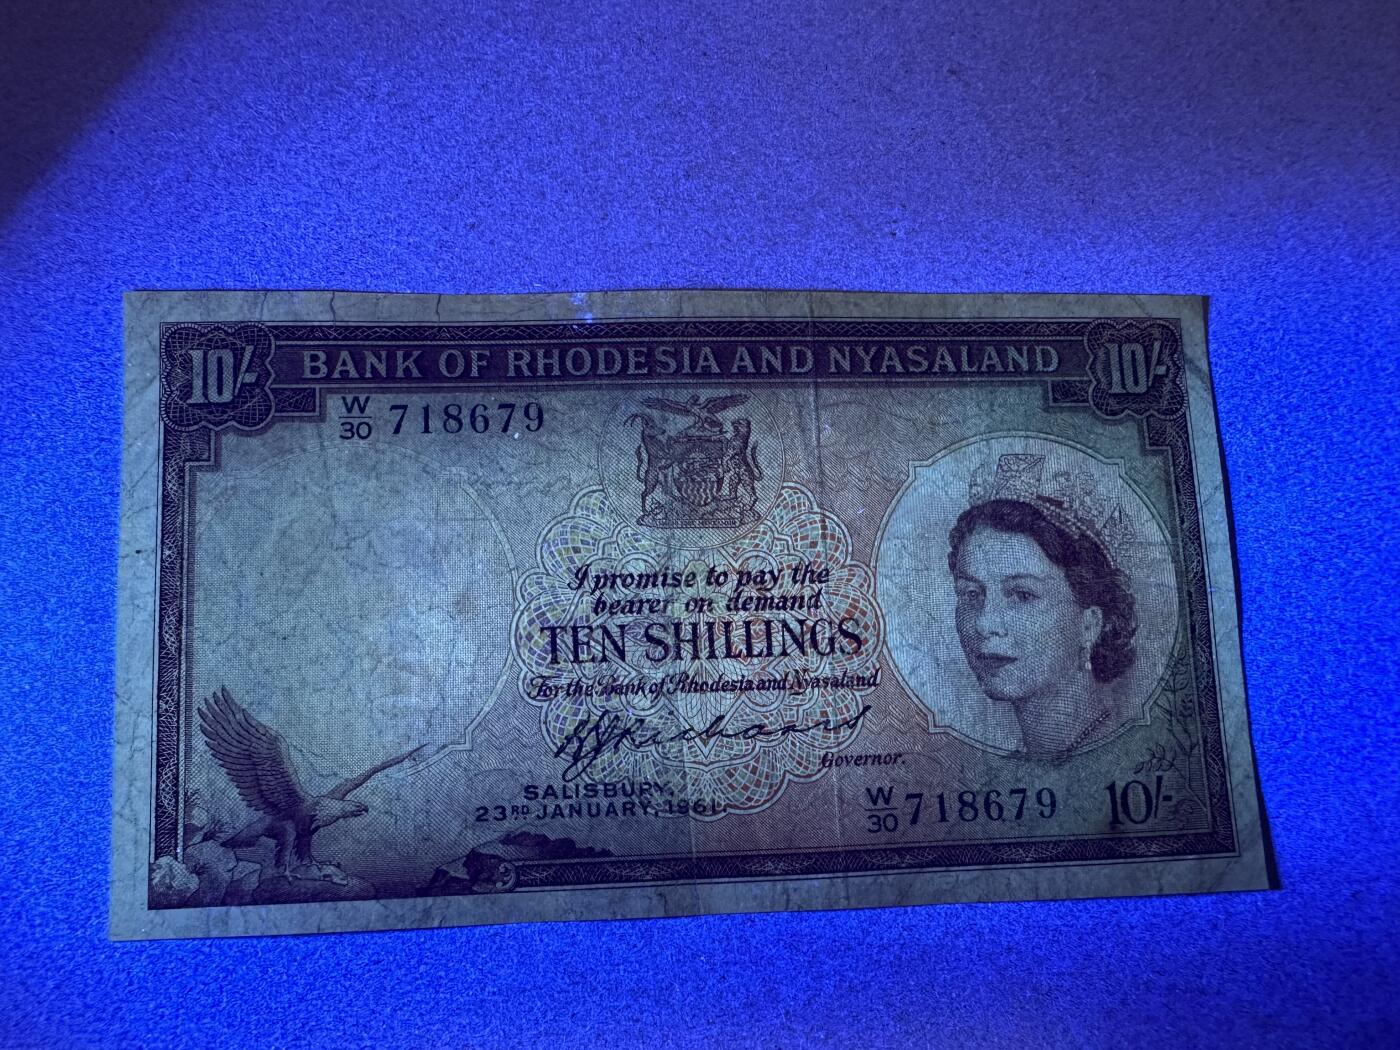 10/- BANK OF RHODESIA AND NYASALAND 10/-
W/30 718679
I promise to pay the
bearer on demand
TEN SHILLINGS
For the Bank of Rhodesia and Nyasaland
Governor.
SALISBURY,
23RD JANUARY, 1961.
W/30 718679 10/-